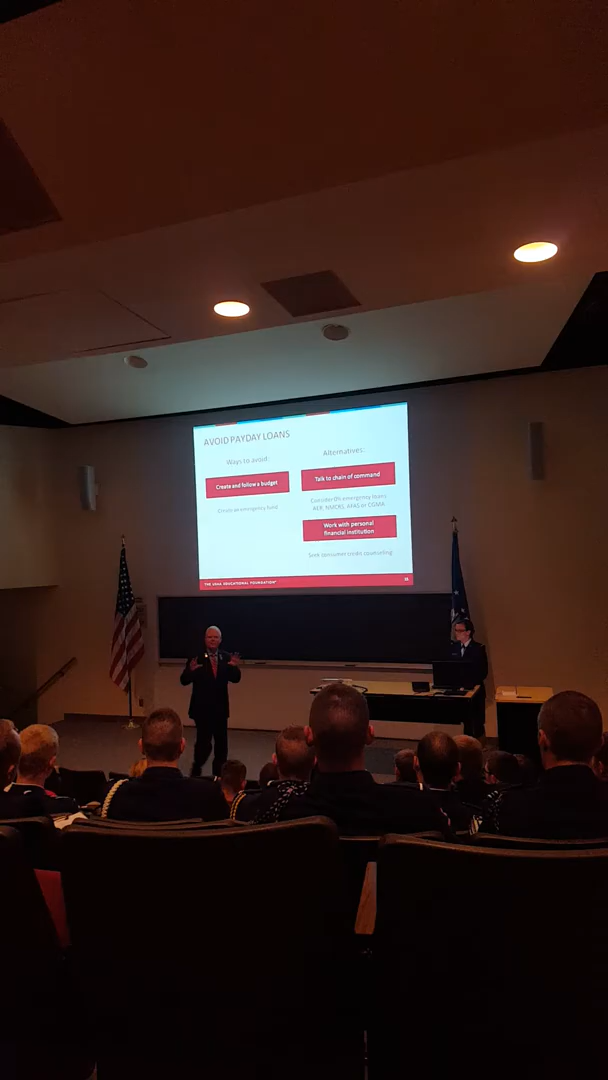 AVOID PAYDAY LOANS
Ways to avoid:
Create and follow a budget
Create an emergency fund
Alternatives:
Talk to chain of command
Consider 0% emergency loans
AER, NMCRS, AFAS or CGMA
Work with personal
financial institution
Seek consumer credit counseling
THE USAA EDUCATIONAL FOUNDATION